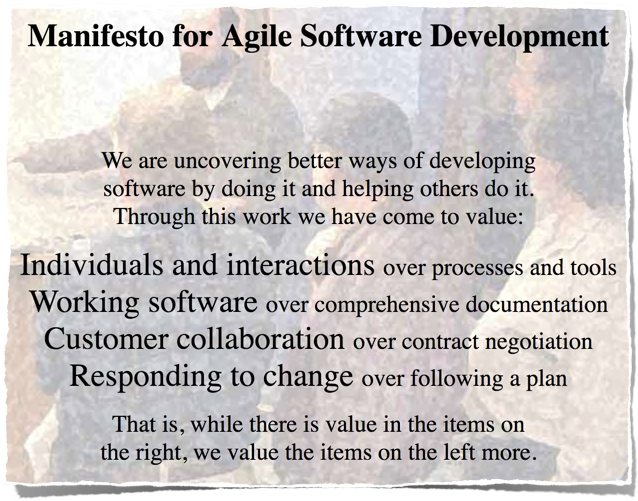 Manifesto for Agile Software Development
We are uncovering better ways of developing
software by doing it and helping others do it.
Through this work we have come to value:
Individuals and interactions over processes and tools
Working software over comprehensive documentation
Customer collaboration over contract negotiation
Responding to change over following a plan
That is, while there is value in the items on
the right, we value the items on the left more.